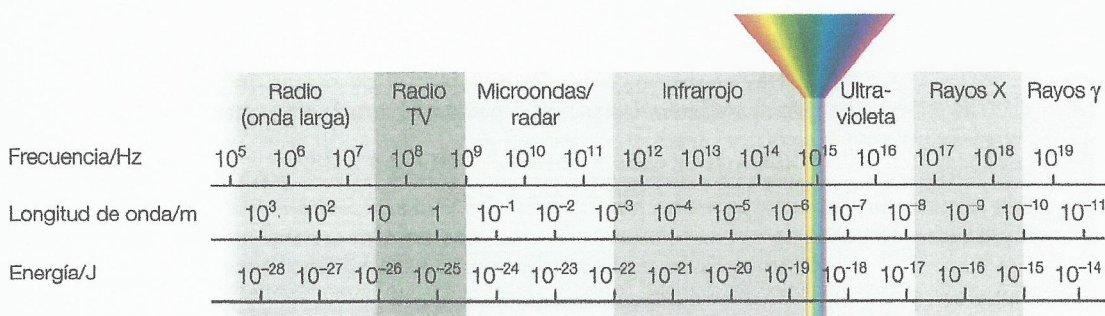 Radio Radio Microondas/ Infrarrojo Ultra- Rayos X Rayos γ
(onda larga) TV radar violeta
Frecuencia/Hz 10⁵ 10⁶ 10⁷ 10⁸ 10⁹ 10¹⁰ 10¹¹ 10¹² 10¹³ 10¹⁴ 10¹⁵ 10¹⁶ 10¹⁷ 10¹⁸ 10¹⁹
Longitud de onda/m 10³. 10² 10 1 10⁻¹ 10⁻² 10⁻³ 10⁻⁴ 10⁻⁵ 10⁻⁶ 10⁻⁷ 10⁻⁸ 10⁻⁹ 10⁻¹⁰ 10⁻¹¹
Energía/J 10⁻²⁸ 10⁻²⁷ 10⁻²⁶ 10⁻²⁵ 10⁻²⁴ 10⁻²³ 10⁻²² 10⁻²¹ 10⁻²⁰ 10⁻¹⁹ 10⁻¹⁸ 10⁻¹⁷ 10⁻¹⁶ 10⁻¹⁵ 10⁻¹⁴